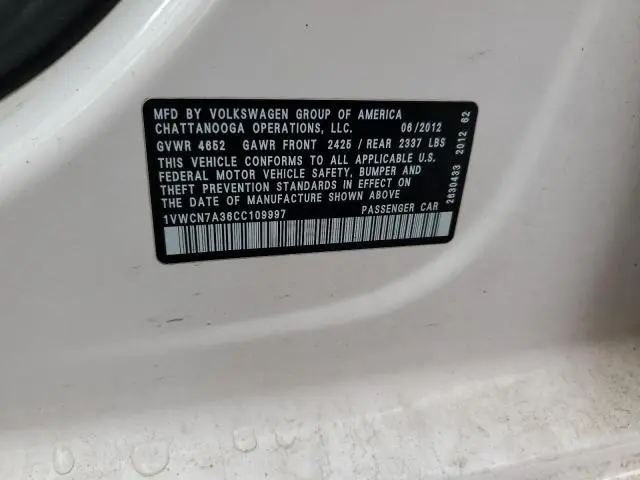 MFD BY VOLKSWAGEN GROUP OF AMERICA
CHATTANOOGA OPERATIONS, LLC. 06/2012
GVWR 4652 GAWR FRONT 2425 / REAR 2337 LBS
THIS VEHICLE CONFORMS TO ALL APPLICABLE U.S.
FEDERAL MOTOR VEHICLE SAFETY, BUMPER AND
THEFT PREVENTION STANDARDS IN EFFECT ON
THE DATE OF MANUFACTURE SHOWN ABOVE
1VWCN7A36CC109997 PASSENGER CAR
2630433 2012 62